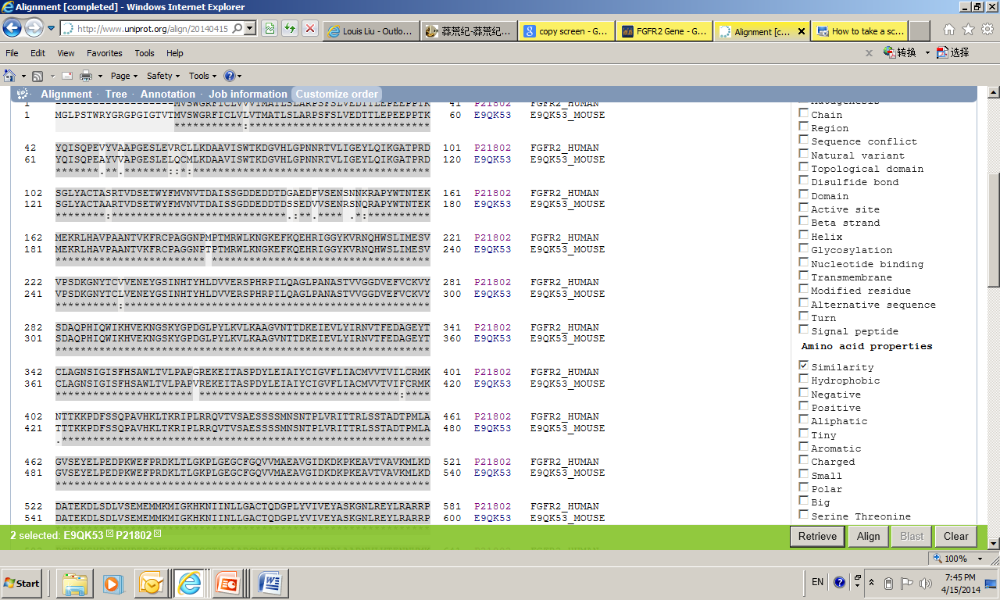 Alignment [completed] - Windows Internet Explorer
http://www.uniprot.org/align/20140415
Louis Liu - Outlo...
莽荒纪-莽荒纪...
copy screen - G...
FGFR2 Gene - G...
Alignment [c...
How to take a sc...
File Edit View Favorites Tools Help
转换 选择
Page Safety Tools
Alignment · Tree · Annotation · Job information · Customize order
1 ------------------- MVSWGRFICLVVVTMATLSLARPSFSLVEDTTLEPEEPPTK 41 P21802 FGFR2_HUMAN
1 MGLPSTWRYGRGPGIGTVTMVSWGRFICLVLVTMATLSLARPSFSLVEDTTLEPEEPPTK 60 E9QK53 E9QK53_MOUSE
***********:*****************************
42 YQISQPEVYVAAPGESLEVRCLLKDAAVISWTKDGVHLGPNNRTVLIGEYLQIKGATPRD 101 P21802 FGFR2_HUMAN
61 YQISQPEAYVVAPGESLELQCMLKDAAVISWTKDGVHLGPNNRTVLIGEYLQIKGATPRD 120 E9QK53 E9QK53_MOUSE
*******.**.*******::*:**************************************
102 SGLYACTASRTVDSETWYFMVNVTDAISSGDDEDDTDGAEDFVSENSNNKRAPYWTNTEK 161 P21802 FGFR2_HUMAN
121 SGLYACTAARTVDSETWYFMVNVTDAISSGDDEDDTDSSEDVVSENRSNQRAPYWTNTEK 180 E9QK53 E9QK53_MOUSE
********:****************************.:**.**** .*:**********
162 MEKRLHAVPAANTVKFRCPAGGNPMPTMRWLKNGKEFKQEHRIGGYKVRNQHWSLIMESV 221 P21802 FGFR2_HUMAN
181 MEKRLHAVPAANTVKFRCPAGGNPTPTMRWLKNGKEFKQEHRIGGYKVRNQHWSLIMESV 240 E9QK53 E9QK53_MOUSE
************************ ***********************************
222 VPSDKGNYTCVVENEYGSINHTYHLDVVERSPHRPILQAGLPANASTVVGGDVEFVCKVY 281 P21802 FGFR2_HUMAN
241 VPSDKGNYTCLVENEYGSINHTYHLDVVERSPHRPILQAGLPANASTVVGGDVEFVCKVY 300 E9QK53 E9QK53_MOUSE
**********:*************************************************
282 SDAQPHIQWIKHVEKNGSKYGPDGLPYLKVLKAAGVNTTDKEIEVLYIRNVTFEDAGEYT 341 P21802 FGFR2_HUMAN
301 SDAQPHIQWIKHVEKNGSKYGPDGLPYLKVLKAAGVNTTDKEIEVLYIRNVTFEDAGEYT 360 E9QK53 E9QK53_MOUSE
************************************************************
342 CLAGNSIGISFHSAWLTVLPAPGREKEITASPDYLEIAIYCIGVFLIACMVVTVILCRMK 401 P21802 FGFR2_HUMAN
361 CLAGNSIGISFHSAWLTVLPAPVREKEITASPDYLEIAIYCIGVFLIACMVVTVIFCRMK 420 E9QK53 E9QK53_MOUSE
********************** ********************************:****
402 NTTKKPDFSSQPAVHKLTKRIPLRRQVTVSAESSSSMNSNTPLVRITTRLSSTADTPMLA 461 P21802 FGFR2_HUMAN
421 TTTKKPDFSSQPAVHKLTKRIPLRRQVTVSAESSSSMNSNTPLVRITTRLSSTADTPMLA 480 E9QK53 E9QK53_MOUSE
.***********************************************************
462 GVSEYELPEDPKWEFPRDKLTLGKPLGEGCFGQVVMAEAVGIDKDKPKEAVTVAVKMLKD 521 P21802 FGFR2_HUMAN
481 GVSEYELPEDPKWEFPRDKLTLGKPLGEGCFGQVVMAEAVGIDKDKPKEAVTVAVKMLKD 540 E9QK53 E9QK53_MOUSE
************************************************************
522 DATEKDLSDLVSEMEMMKMIGKHKNIINLLGACTQDGPLYVIVEYASKGNLREYLRARRP 581 P21802 FGFR2_HUMAN
541 DATEKDLSDLVSEMEMMKMIGKHKNIINLLGACTQDGPLYVIVEYASKGNLREYLRARRP 600 E9QK53 E9QK53_MOUSE
Mutagenesis
Chain
Region
Sequence conflict
Natural variant
Topological domain
Disulfide bond
Domain
Active site
Beta strand
Helix
Glycosylation
Nucleotide binding
Transmembrane
Modified residue
Alternative sequence
Turn
Signal peptide
Amino acid properties
Similarity
Hydrophobic
Negative
Positive
Aliphatic
Tiny
Aromatic
Charged
Small
Polar
Big
Serine Threonine
2 selected: E9QK53 P21802
Retrieve Align Blast Clear
100%
Start
EN
7:45 PM
4/15/2014